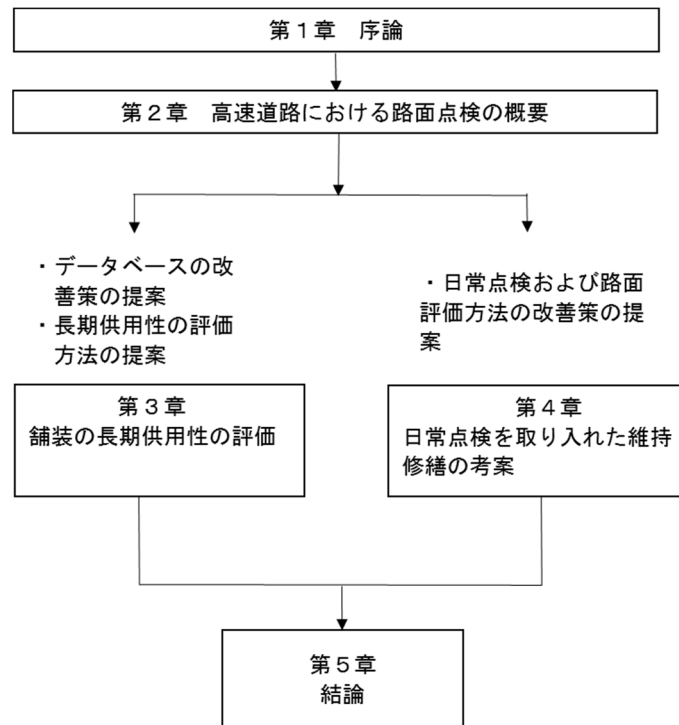 第１章　序論
第２章　高速道路における路面点検の概要
・データベースの改
善策の提案
・長期供用性の評価
方法の提案
・日常点検および路面
評価方法の改善策の提
案
第３章
舗装の長期供用性の評価
第４章
日常点検を取り入れた維持
修繕の考案
第５章
結論